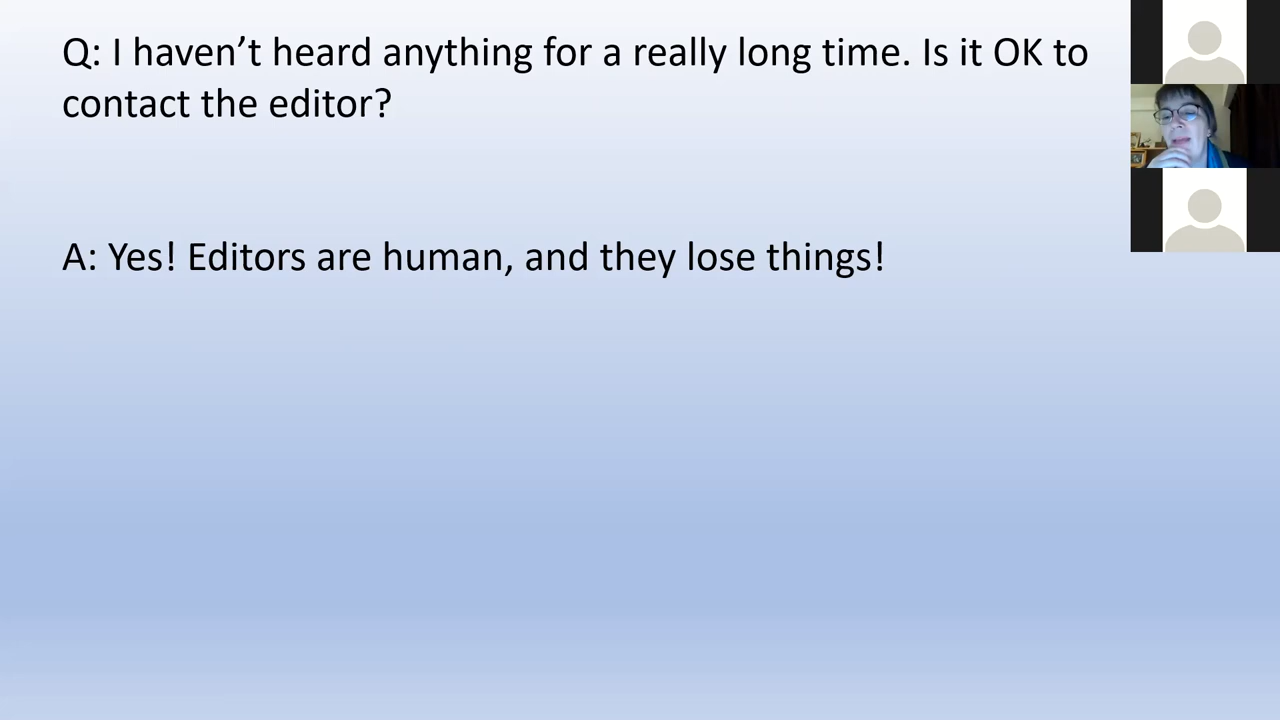 Q: I haven’t heard anything for a really long time. Is it OK to
contact the editor?
A: Yes! Editors are human, and they lose things!